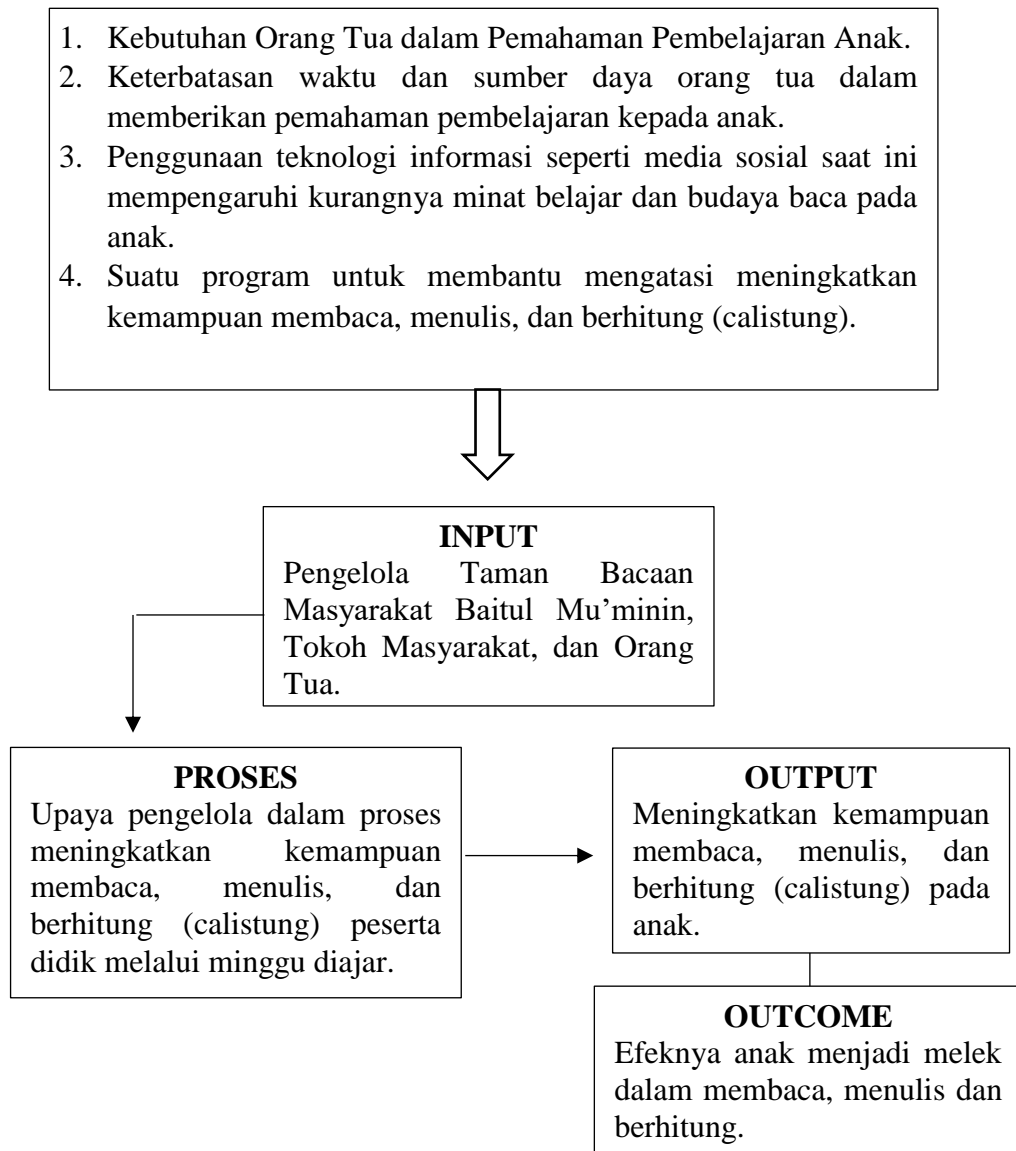 1. Kebutuhan Orang Tua dalam Pemahaman Pembelajaran Anak.
2. Keterbatasan waktu dan sumber daya orang tua dalam
memberikan pemahaman pembelajaran kepada anak.
3. Penggunaan teknologi informasi seperti media sosial saat ini
mempengaruhi kurangnya minat belajar dan budaya baca pada
anak.
4. Suatu program untuk membantu mengatasi meningkatkan
kemampuan membaca, menulis, dan berhitung (calistung).
INPUT
Pengelola Taman Bacaan
Masyarakat Baitul Mu’minin,
Tokoh Masyarakat, dan Orang
Tua.
PROSES
Upaya pengelola dalam proses
meningkatkan kemampuan
membaca, menulis, dan
berhitung (calistung) peserta
didik melalui minggu diajar.
OUTPUT
Meningkatkan kemampuan
membaca, menulis, dan
berhitung (calistung) pada
anak.
OUTCOME
Efeknya anak menjadi melek
dalam membaca, menulis dan
berhitung.